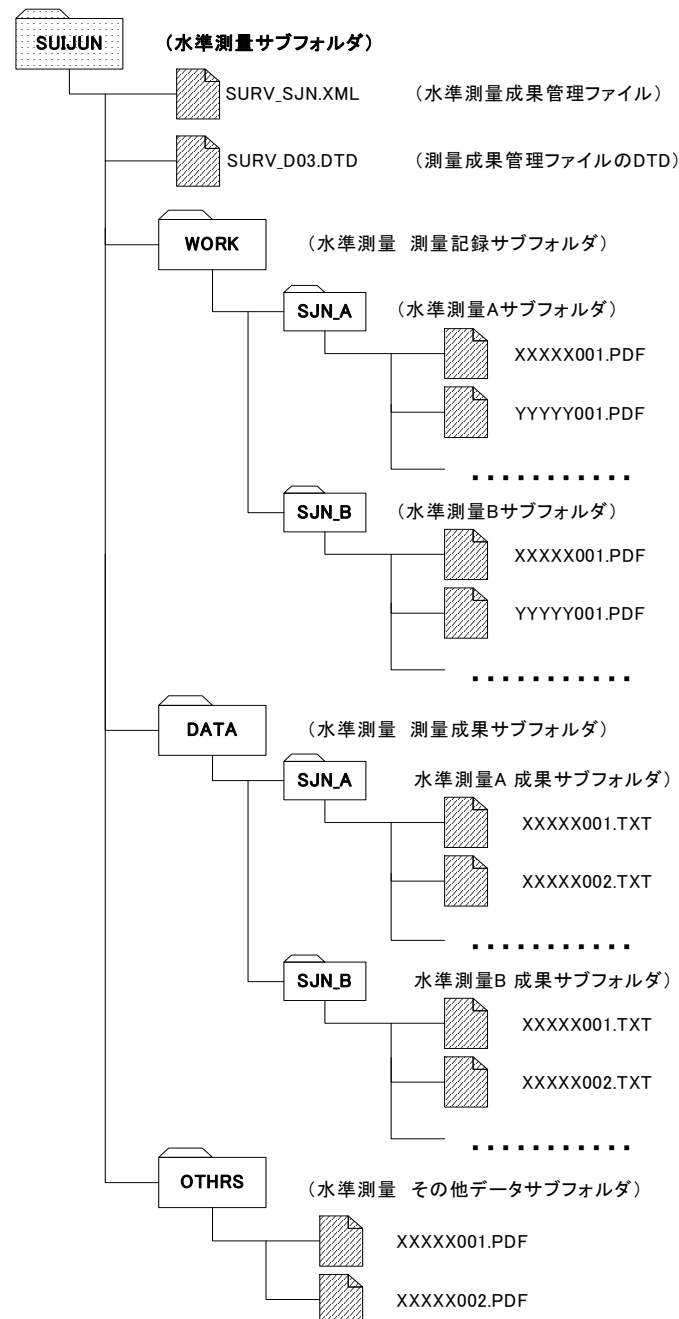 SUIJUN （水準測量サブフォルダ）
SURV_SJN.XML （水準測量成果管理ファイル）
SURV_D03.DTD （測量成果管理ファイルのDTD）
WORK （水準測量 測量記録サブフォルダ）
SJN_A （水準測量Aサブフォルダ）
XXXXX001.PDF
YYYYY001.PDF
...........
SJN_B （水準測量Bサブフォルダ）
XXXXX001.PDF
YYYYY001.PDF
...........
DATA （水準測量 測量成果サブフォルダ）
SJN_A 水準測量A 成果サブフォルダ）
XXXXX001.TXT
XXXXX002.TXT
...........
SJN_B 水準測量B 成果サブフォルダ）
XXXXX001.TXT
XXXXX002.TXT
...........
OTHRS （水準測量 その他データサブフォルダ）
XXXXX001.PDF
XXXXX002.PDF